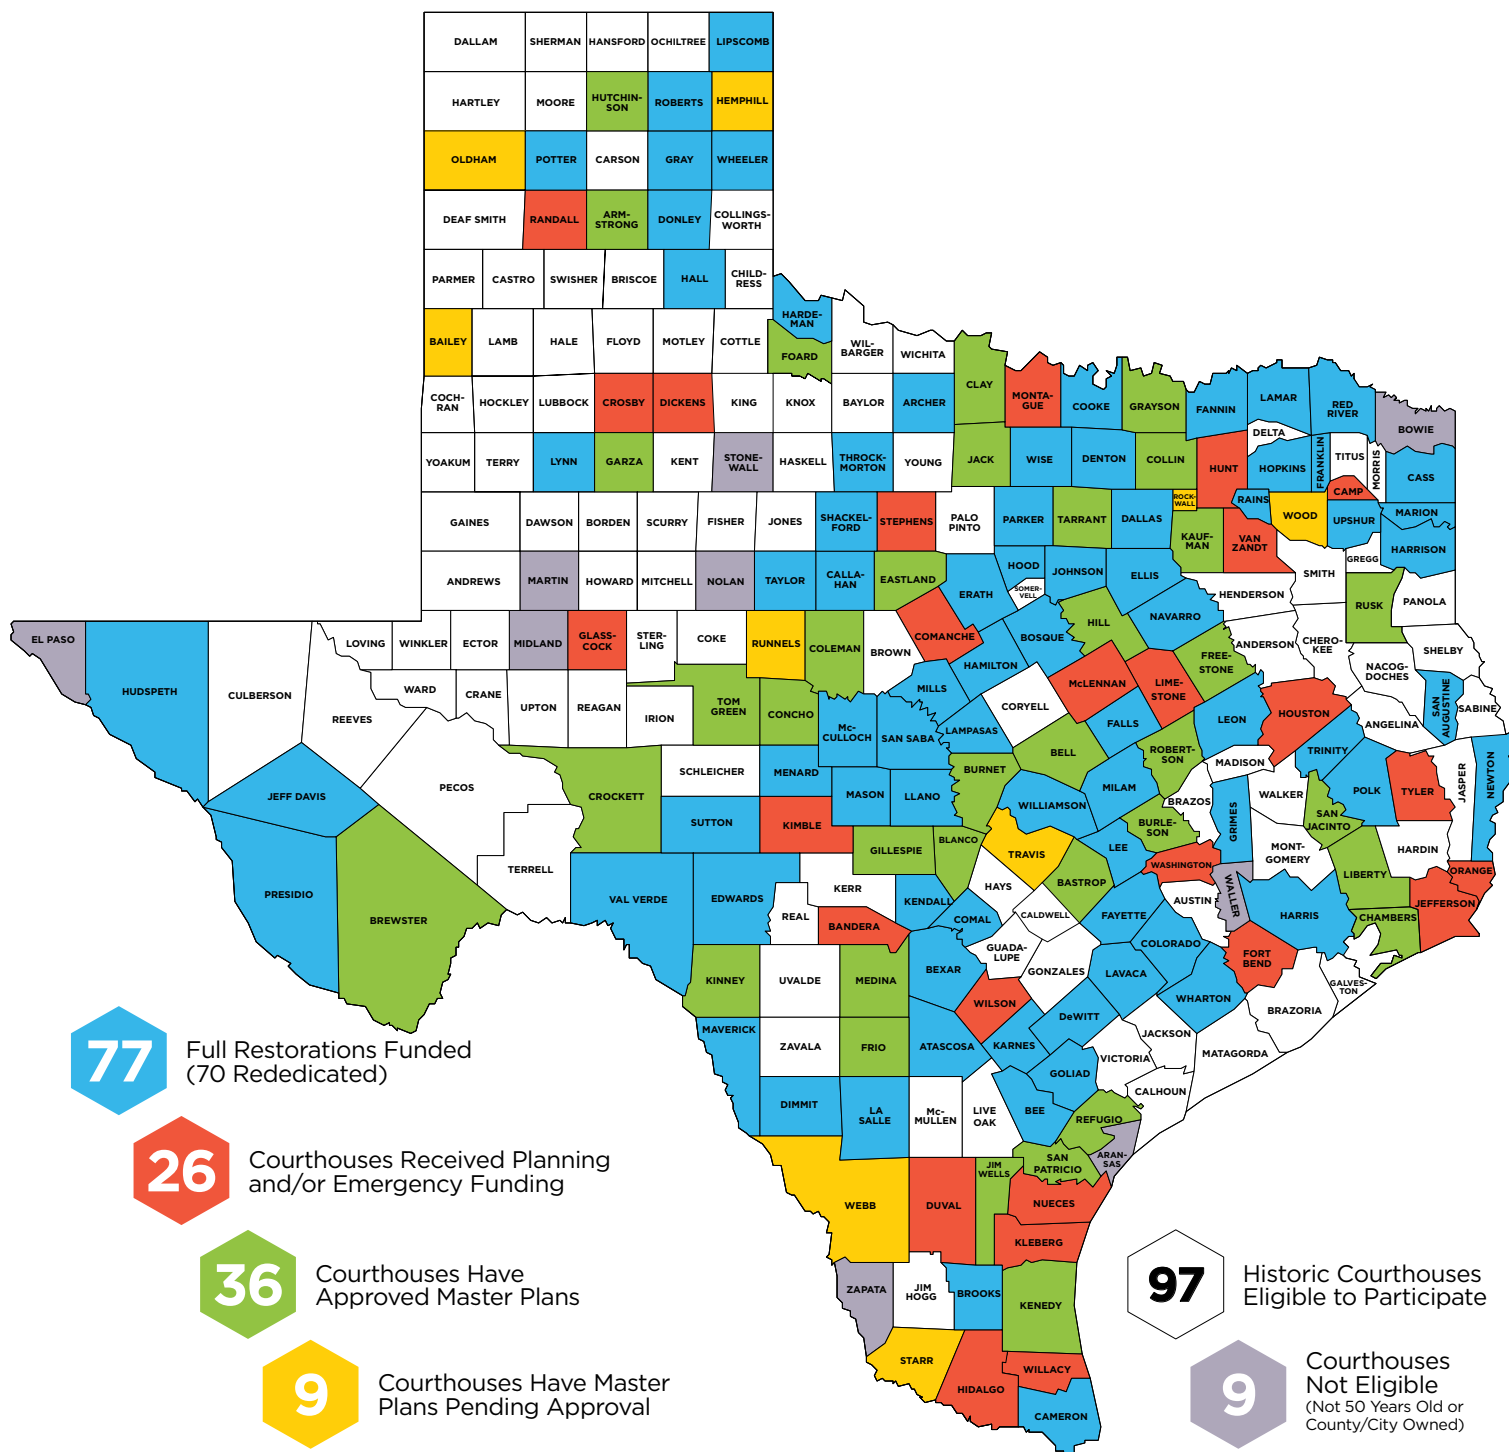 DALLAM
SHERMAN
HANSFORD
OCHILTREE
LIPSCOMB
HARTLEY
MOORE
HUTCHIN-
SON
ROBERTS
HEMPHILL
OLDHAM
POTTER
CARSON
GRAY
WHEELER
DEAF SMITH
RANDALL
ARM-
STRONG
DONLEY
COLLINGS-
WORTH
PARMER
CASTRO
SWISHER
BRISCOE
HALL
CHILD-
RESS
HARDE-
MAN
BAILEY
LAMB
HALE
FLOYD
MOTLEY
COTTLE
FOARD
WIL-
BARGER
WICHITA
CLAY
MONTA-
GUE
COOKE
GRAYSON
FANNIN
LAMAR
RED
RIVER
BOWIE
COCH-
RAN
HOCKLEY
LUBBOCK
CROSBY
DICKENS
KING
KNOX
BAYLOR
ARCHER
DELTA
YOAKUM
TERRY
LYNN
GARZA
KENT
STONE-
WALL
HASKELL
THROCK-
MORTON
YOUNG
JACK
WISE
DENTON
COLLIN
HUNT
HOPKINS
FRANKLIN
TITUS
MORRIS
CASS
CAMP
GAINES
DAWSON
BORDEN
SCURRY
FISHER
JONES
SHACKEL-
FORD
STEPHENS
PALO
PINTO
PARKER
TARRANT
DALLAS
ROCK-
WALL
RAINS
WOOD
UPSHUR
MARION
KAUF-
MAN
VAN
ZANDT
HARRISON
GREGG
ANDREWS
MARTIN
HOWARD
MITCHELL
NOLAN
TAYLOR
CALLA-
HAN
EASTLAND
ERATH
HOOD
SOMER-
VELL
JOHNSON
ELLIS
HENDERSON
SMITH
RUSK
PANOLA
EL PASO
HUDSPETH
CULBERSON
REEVES
LOVING
WINKLER
ECTOR
MIDLAND
GLASS-
COCK
STER-
LING
COKE
RUNNELS
COLEMAN
BROWN
COMANCHE
HAMILTON
BOSQUE
HILL
NAVARRO
FREE-
STONE
ANDERSON
CHERO-
KEE
NACOG-
DOCHES
SHELBY
WARD
CRANE
UPTON
REAGAN
IRION
TOM
GREEN
CONCHO
Mc-
CULLOCH
SAN SABA
MILLS
LAMPASAS
CORYELL
McLENNAN
LIME-
STONE
FALLS
LEON
HOUSTON
ANGELINA
SAN
AUGUSTINE
SABINE
JEFF DAVIS
PECOS
CROCKETT
SCHLEICHER
MENARD
MASON
LLANO
BURNET
BELL
ROBERT-
SON
MADISON
TRINITY
POLK
TYLER
JASPER
NEWTON
PRESIDIO
BREWSTER
TERRELL
SUTTON
KIMBLE
GILLESPIE
BLANCO
WILLIAMSON
MILAM
BRAZOS
BURLE-
SON
GRIMES
WALKER
SAN
JACINTO
TRAVIS
LEE
WASHINGTON
MONT-
GOMERY
LIBERTY
HARDIN
ORANGE
VAL VERDE
EDWARDS
REAL
KERR
BANDERA
KENDALL
HAYS
COMAL
CALDWELL
BASTROP
FAYETTE
AUSTIN
WALLER
HARRIS
CHAMBERS
JEFFERSON
KINNEY
UVALDE
MEDINA
BEXAR
GUADA-
LUPE
GONZALES
LAVACA
COLORADO
FORT
BEND
WHARTON
BRAZORIA
GALVES-
TON
MAVERICK
ZAVALA
FRIO
ATASCOSA
WILSON
KARNES
DeWITT
JACKSON
MATAGORDA
VICTORIA
CALHOUN
GOLIAD
DIMMIT
LA
SALLE
Mc-
MULLEN
LIVE
OAK
BEE
REFUGIO
ARAN-
SAS
SAN
PATRICIO
WEBB
DUVAL
JIM
WELLS
NUECES
KLEBERG
ZAPATA
JIM
HOGG
BROOKS
KENEDY
STARR
HIDALGO
WILLACY
CAMERON
77
Full Restorations Funded
(70 Rededicated)
26
Courthouses Received Planning
and/or Emergency Funding
36
Courthouses Have
Approved Master Plans
9
Courthouses Have Master
Plans Pending Approval
97
Historic Courthouses
Eligible to Participate
9
Courthouses
Not Eligible
(Not 50 Years Old or
County/City Owned)